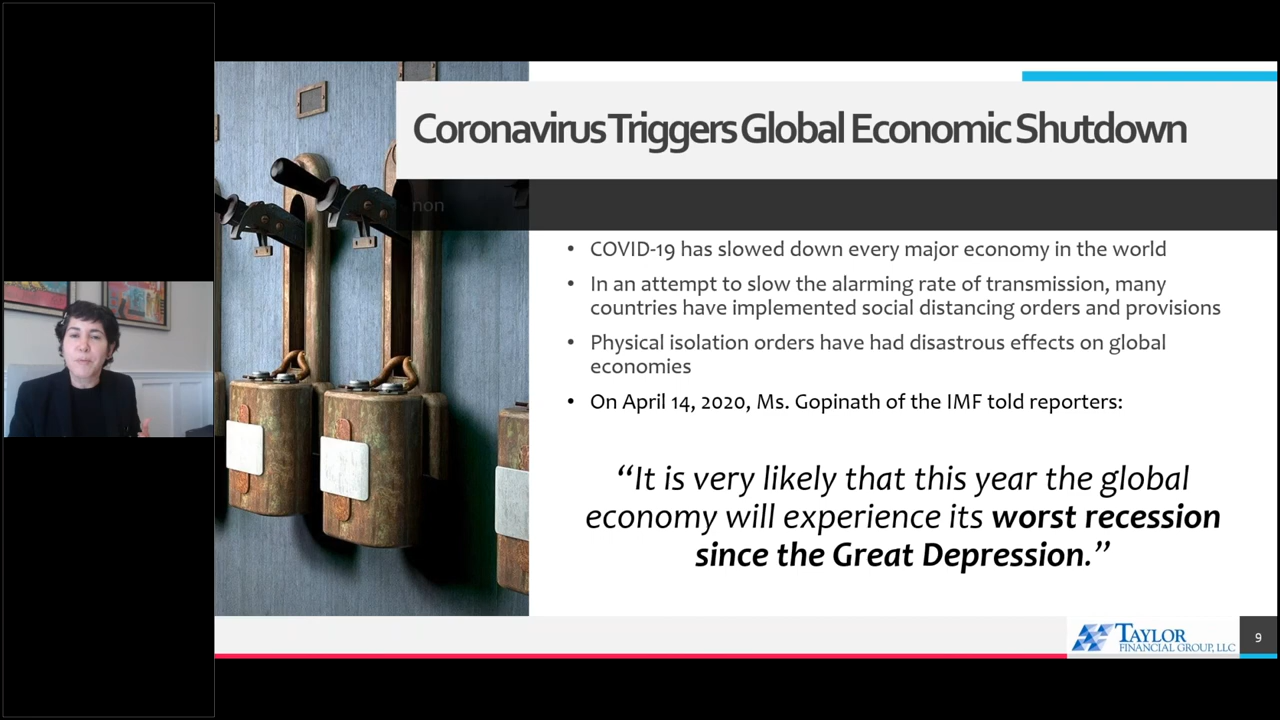 Coronavirus Triggers Global Economic Shutdown
non
• COVID-19 has slowed down every major economy in the world
• In an attempt to slow the alarming rate of transmission, many
countries have implemented social distancing orders and provisions
• Physical isolation orders have had disastrous effects on global
economies
• On April 14, 2020, Ms. Gopinath of the IMF told reporters:
“It is very likely that this year the global
economy will experience its worst recession
since the Great Depression.”
TAYLOR
FINANCIAL GROUP, LLC
9